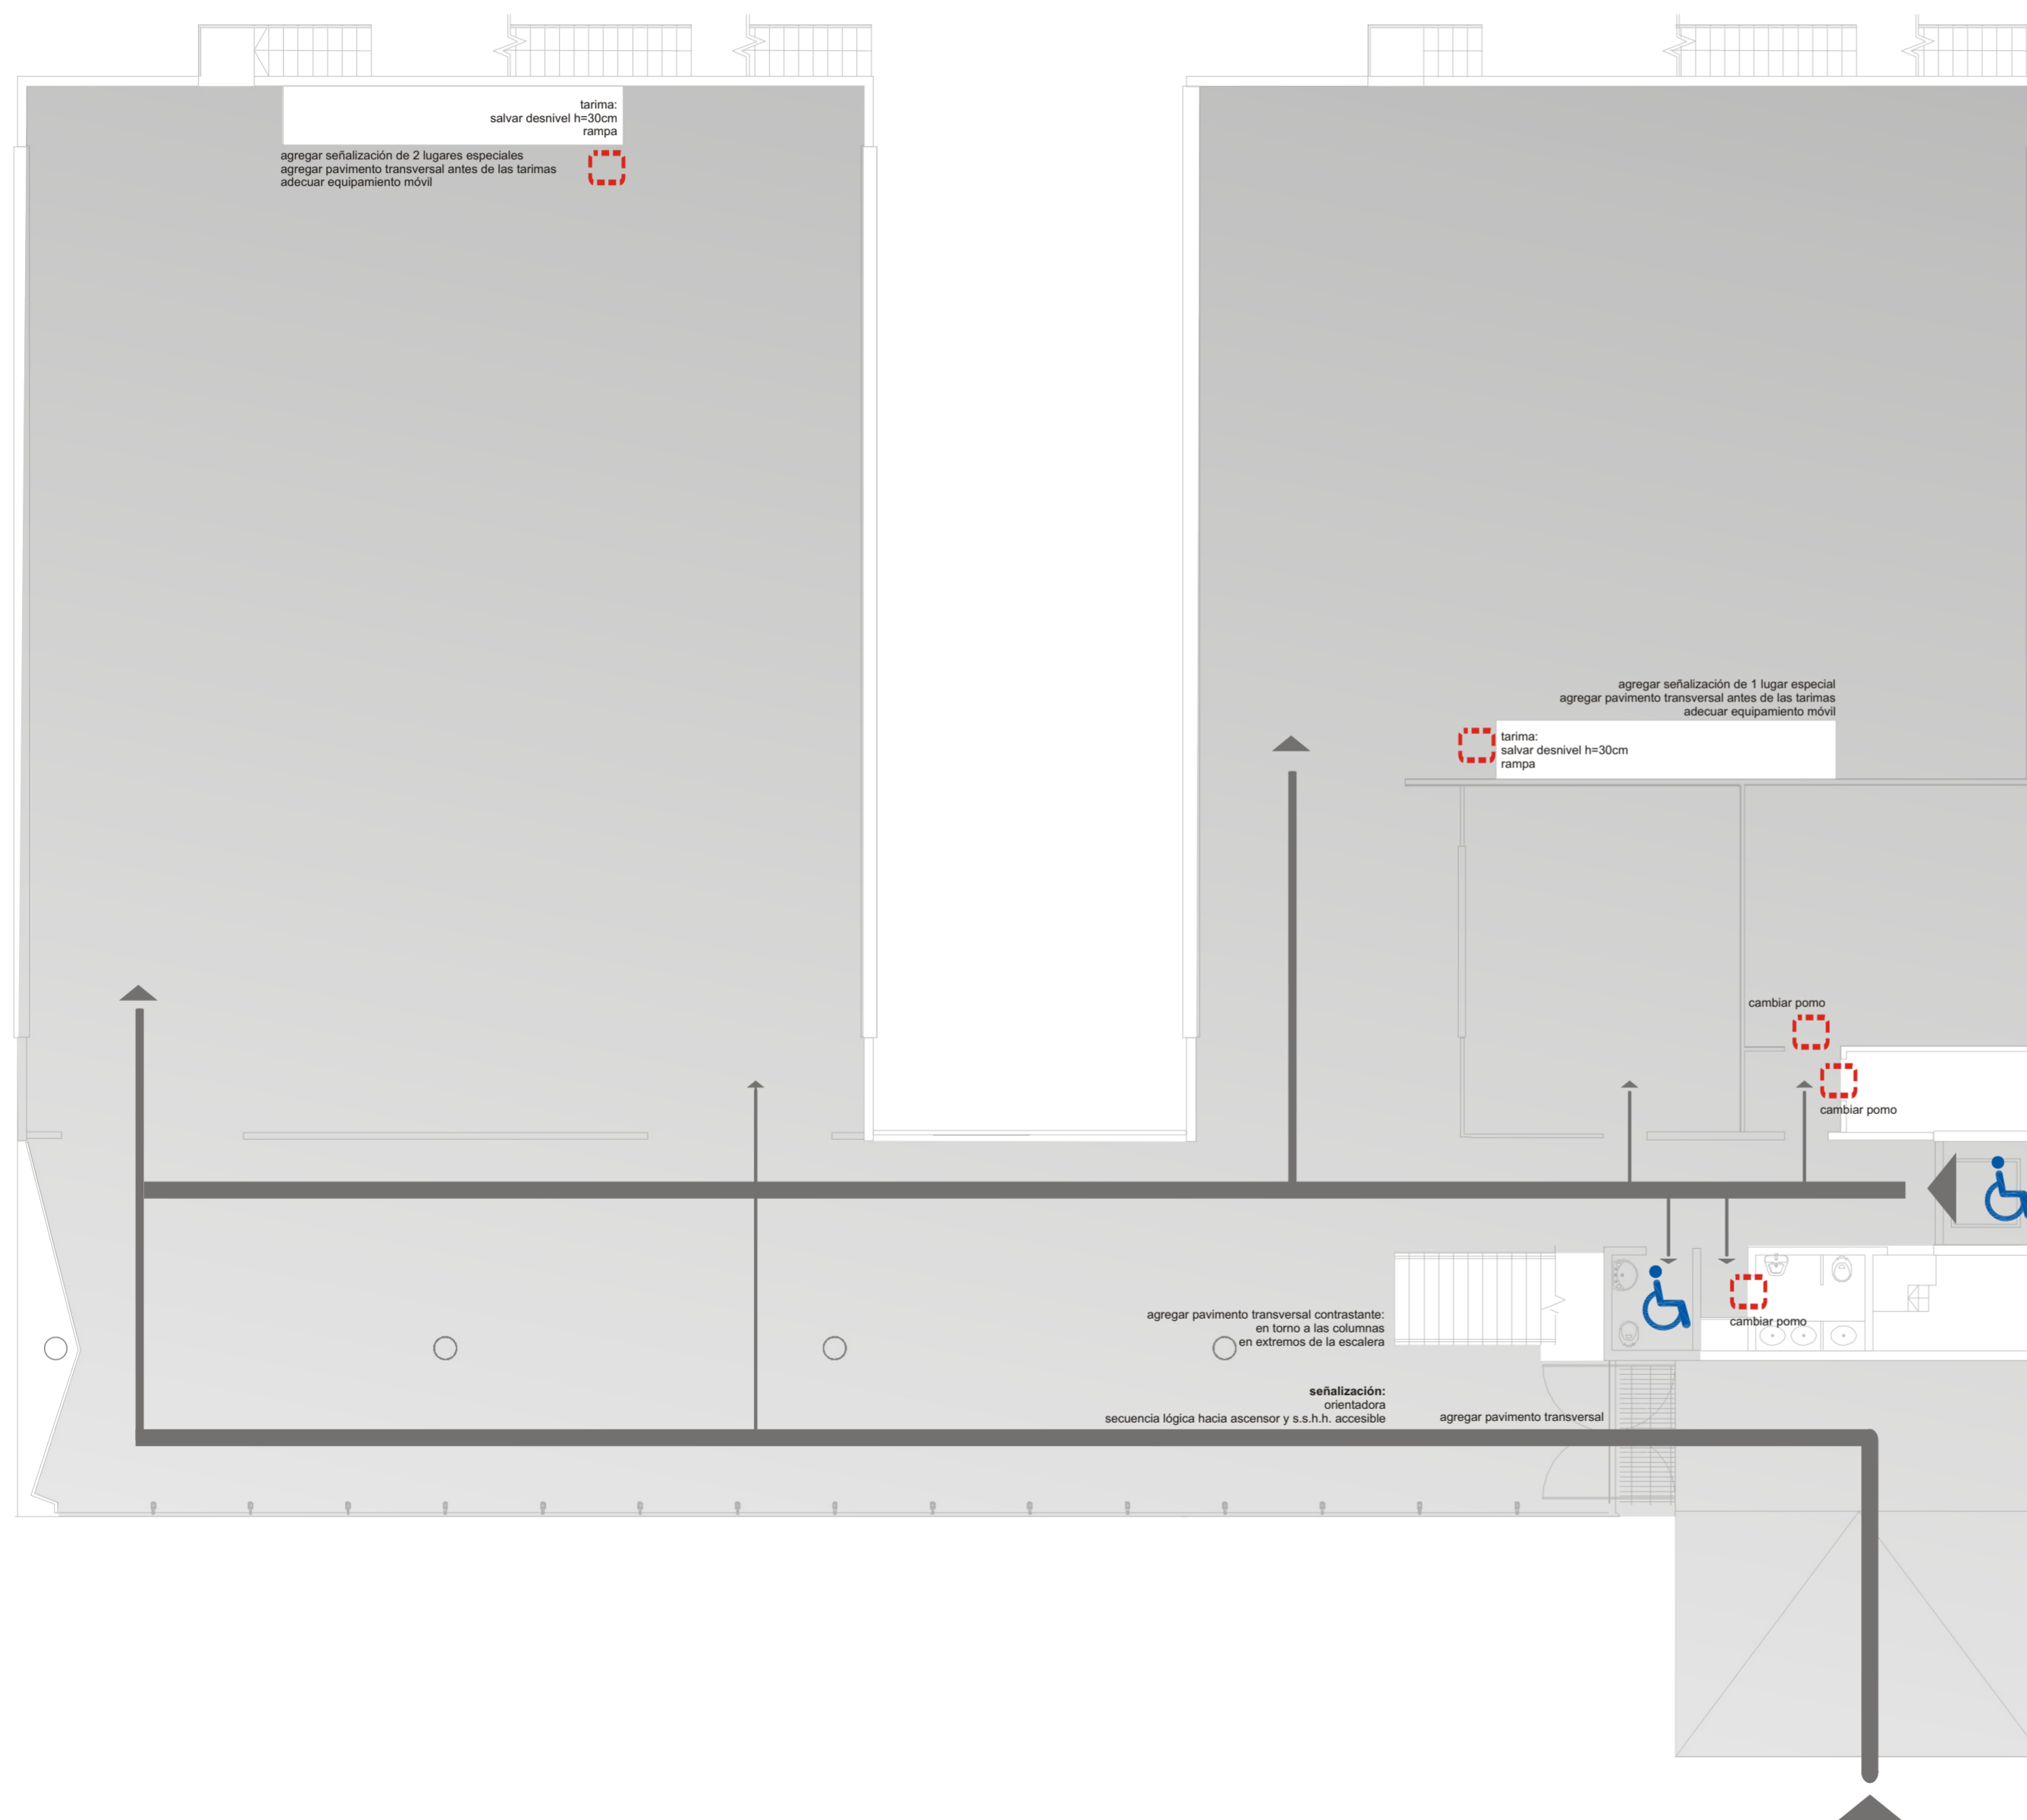 tarima:
salvar desnivel h=30cm
rampa
agregar señalización de 2 lugares especiales
agregar pavimento transversal antes de las tarimas
adecuar equipamiento móvil
agregar señalización de 1 lugar especial
agregar pavimento transversal antes de las tarimas
adecuar equipamiento móvil
tarima:
salvar desnivel h=30cm
rampa
cambiar pomo
cambiar pomo
agregar pavimento transversal contrastante:
en torno a las columnas
en extremos de la escalera
cambiar pomo
señalización:
orientadora
secuencia lógica hacia ascensor y s.s.h.h. accesible
agregar pavimento transversal